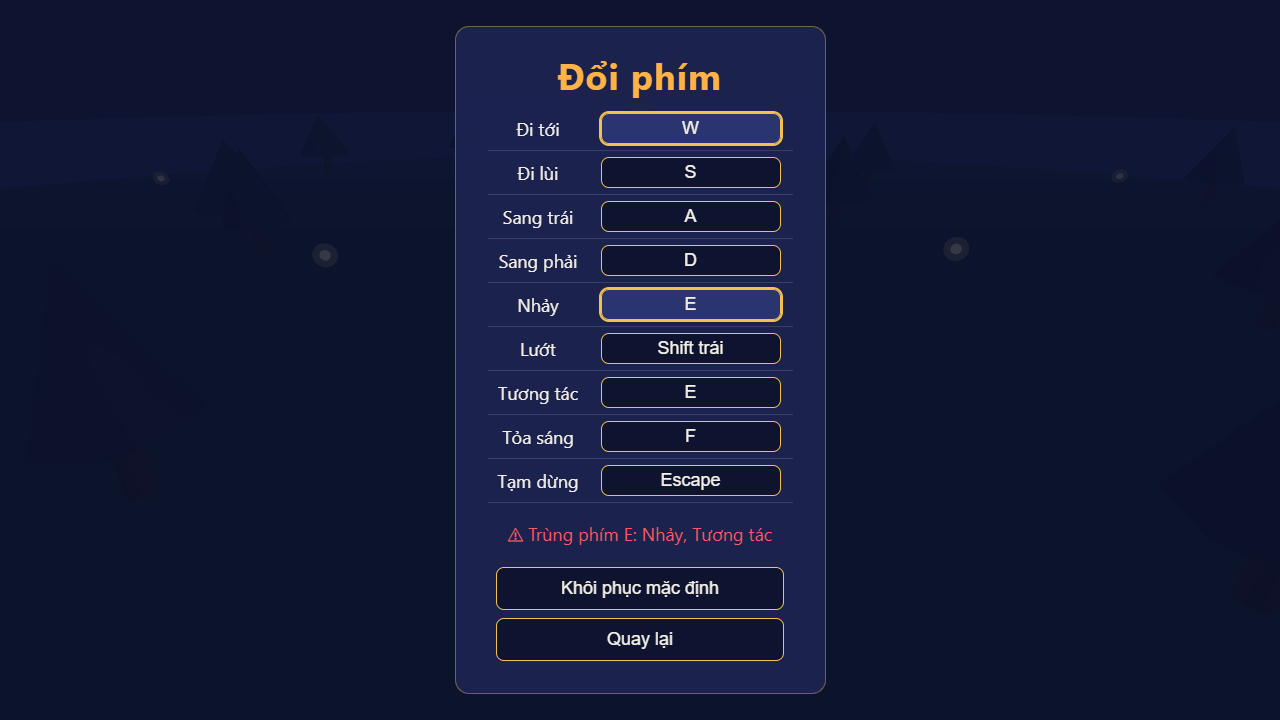 Đổi phím
Đi tới W
Đi lùi S
Sang trái A
Sang phải D
Nhảy E
Lướt Shift trái
Tương tác E
Tỏa sáng F
Tạm dừng Escape
⚠ Trùng phím E: Nhảy, Tương tác
Khôi phục mặc định
Quay lại